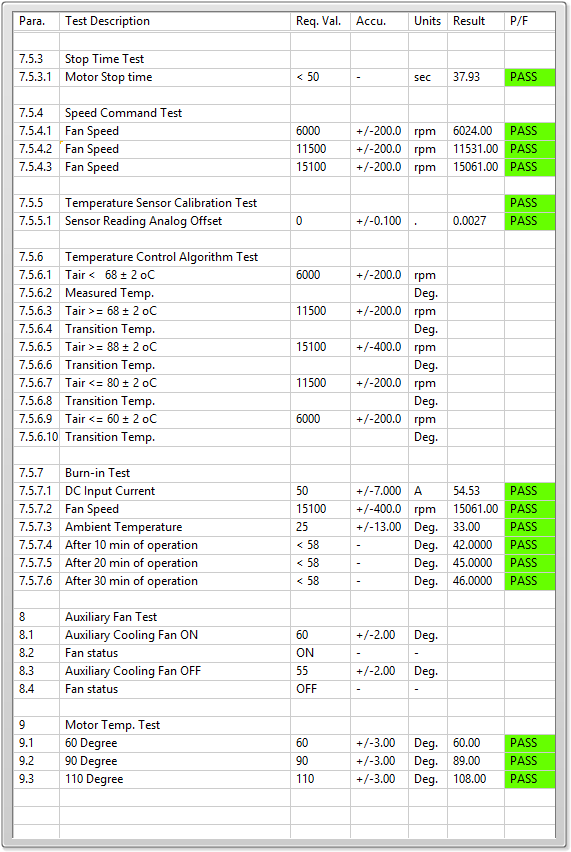 Para. Test Description Req. Val. Accu. Units Result P/F
7.5.3 Stop Time Test
7.5.3.1 Motor Stop time < 50 - sec 37.93 PASS
7.5.4 Speed Command Test
7.5.4.1 Fan Speed 6000 +/-200.0 rpm 6024.00 PASS
7.5.4.2 Fan Speed 11500 +/-200.0 rpm 11531.00 PASS
7.5.4.3 Fan Speed 15100 +/-200.0 rpm 15061.00 PASS
7.5.5 Temperature Sensor Calibration Test PASS
7.5.5.1 Sensor Reading Analog Offset 0 +/-0.100 . 0.0027 PASS
7.5.6 Temperature Control Algorithm Test
7.5.6.1 Tair < 68 ± 2 oC 6000 +/-200.0 rpm
7.5.6.2 Measured Temp. Deg.
7.5.6.3 Tair >= 68 ± 2 oC 11500 +/-200.0 rpm
7.5.6.4 Transition Temp. Deg.
7.5.6.5 Tair >= 88 ± 2 oC 15100 +/-400.0 rpm
7.5.6.6 Transition Temp. Deg.
7.5.6.7 Tair <= 80 ± 2 oC 11500 +/-200.0 rpm
7.5.6.8 Transition Temp. Deg.
7.5.6.9 Tair <= 60 ± 2 oC 6000 +/-200.0 rpm
7.5.6.10 Transition Temp. Deg.
7.5.7 Burn-in Test
7.5.7.1 DC Input Current 50 +/-7.000 A 54.53 PASS
7.5.7.2 Fan Speed 15100 +/-400.0 rpm 15061.00 PASS
7.5.7.3 Ambient Temperature 25 +/-13.00 Deg. 33.00 PASS
7.5.7.4 After 10 min of operation < 58 - Deg. 42.0000 PASS
7.5.7.5 After 20 min of operation < 58 - Deg. 45.0000 PASS
7.5.7.6 After 30 min of operation < 58 - Deg. 46.0000 PASS
8 Auxiliary Fan Test
8.1 Auxiliary Cooling Fan ON 60 +/-2.00 Deg.
8.2 Fan status ON - -
8.3 Auxiliary Cooling Fan OFF 55 +/-2.00 Deg.
8.4 Fan status OFF - -
9 Motor Temp. Test
9.1 60 Degree 60 +/-3.00 Deg. 60.00 PASS
9.2 90 Degree 90 +/-3.00 Deg. 89.00 PASS
9.3 110 Degree 110 +/-3.00 Deg. 108.00 PASS